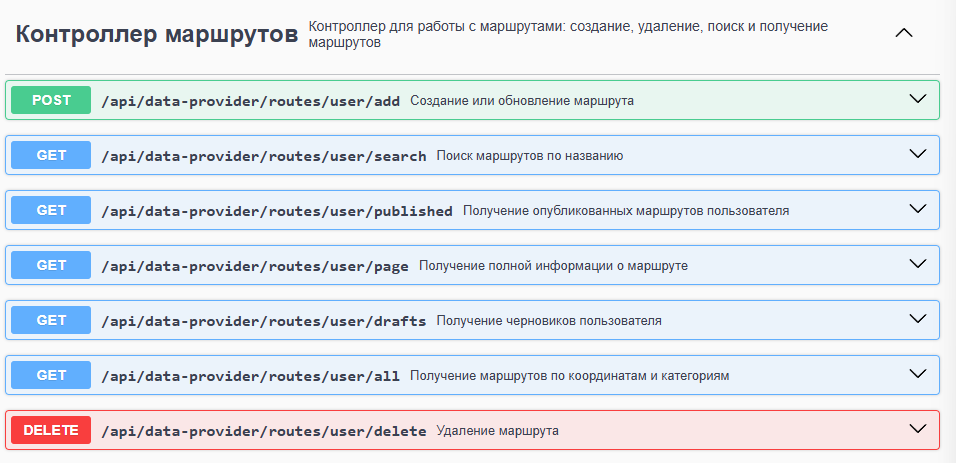 Контроллер маршрутов
Контроллер для работы с маршрутами: создание, удаление, поиск и получение
маршрутов
POST /api/data-provider/routes/user/add Создание или обновление маршрута
GET /api/data-provider/routes/user/search Поиск маршрутов по названию
GET /api/data-provider/routes/user/published Получение опубликованных маршрутов пользователя
GET /api/data-provider/routes/user/page Получение полной информации о маршруте
GET /api/data-provider/routes/user/drafts Получение черновиков пользователя
GET /api/data-provider/routes/user/all Получение маршрутов по координатам и категориям
DELETE /api/data-provider/routes/user/delete Удаление маршрута